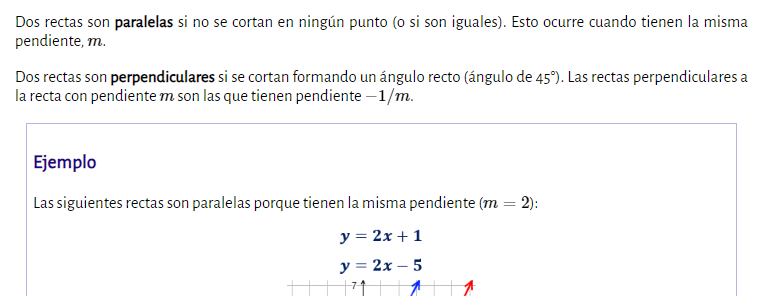 Dos rectas son paralelas si no se cortan en ningún punto (o si son iguales). Esto ocurre cuando tienen la misma
pendiente, m.
Dos rectas son perpendiculares si se cortan formando un ángulo recto (ángulo de 45°). Las rectas perpendiculares a
la recta con pendiente m son las que tienen pendiente −1/m.
Ejemplo
Las siguientes rectas son paralelas porque tienen la misma pendiente (m = 2):
y = 2x + 1
y = 2x − 5
7